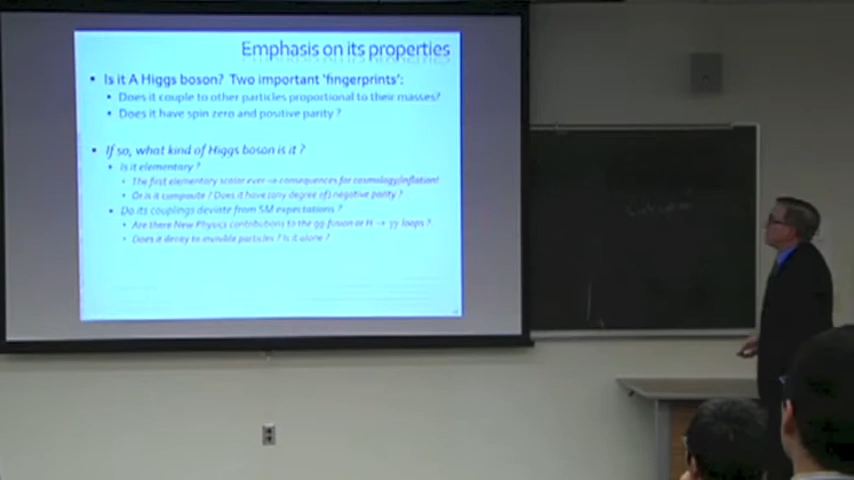 Emphasis on its properties
• Is it A Higgs boson? Two important 'fingerprints':
• Does it couple to other particles proportional to their masses?
• Does it have spin zero and positive parity ?
• If so, what kind of Higgs boson is it ?
• Is it elementary ?
• The first elementary scalar ever → consequences for cosmology/inflation!
• Or is it composite ? Does it have (any degree of) negative parity ?
• Do its couplings deviate from SM expectations ?
• Are there New Physics contributions to the gg-fusion or H → γγ loops ?
• Does it decay to invisible particles ? Is it alone ?